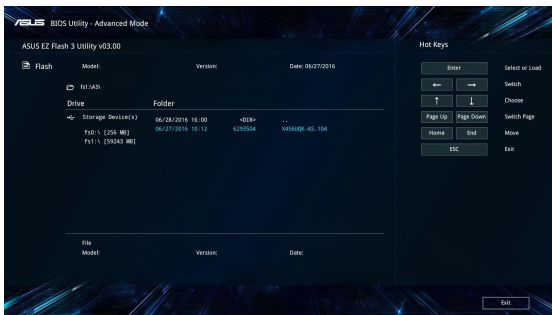 ASUS BIOS Utility - Advanced Mode
ASUS EZ Flash 3 Utility v03.00
Hot Keys
Flash
Model: Version: Date: 06/27/2016
fs1:\AS\
Drive Folder
Storage Device(s)
fs0:\ [256 MB]
fs1:\ [59243 MB]
06/28/2016 16:00 <DIR> ..
06/27/2016 10:12 6293504 X456UQK-AS.104
File
Model: Version: Date:
Enter Select or Load
← → Switch
↑ ↓ Choose
Page Up Page Down Switch Page
Home End Move
ESC Exit
Exit